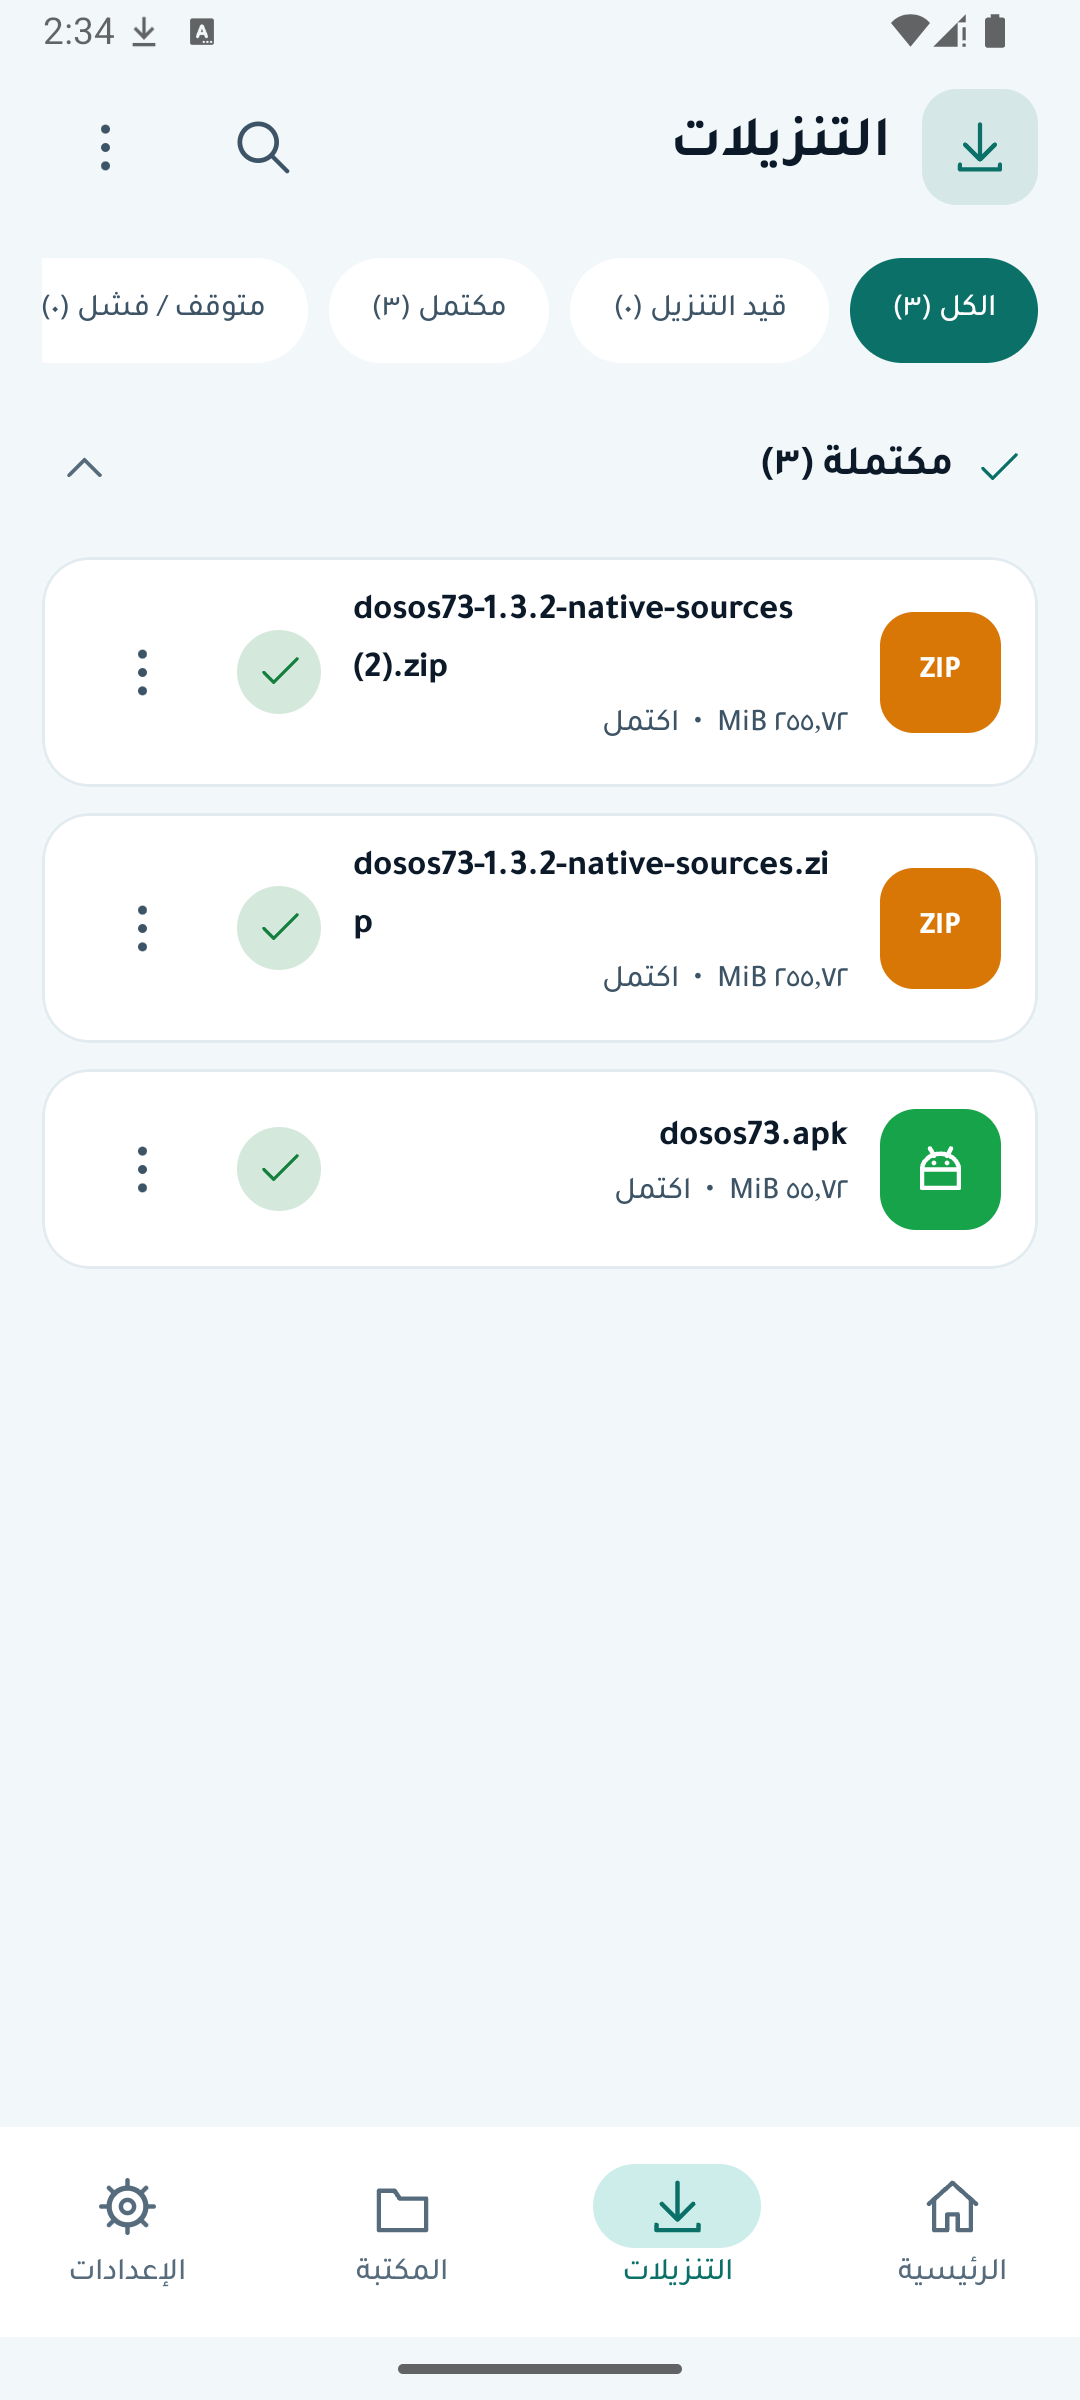 2:34
التنزيلات
الكل (٣)
قيد التنزيل (٠)
مكتمل (٣)
متوقف / فشل (٠)
مكتملة (٣)
dosos73-1.3.2-native-sources
(2).zip
ZIP
٢٥٥,٧٢ MiB • اكتمل
dosos73-1.3.2-native-sources.zi
p
ZIP
٢٥٥,٧٢ MiB • اكتمل
dosos73.apk
٥٥,٧٢ MiB • اكتمل
الرئيسية
التنزيلات
المكتبة
الإعدادات